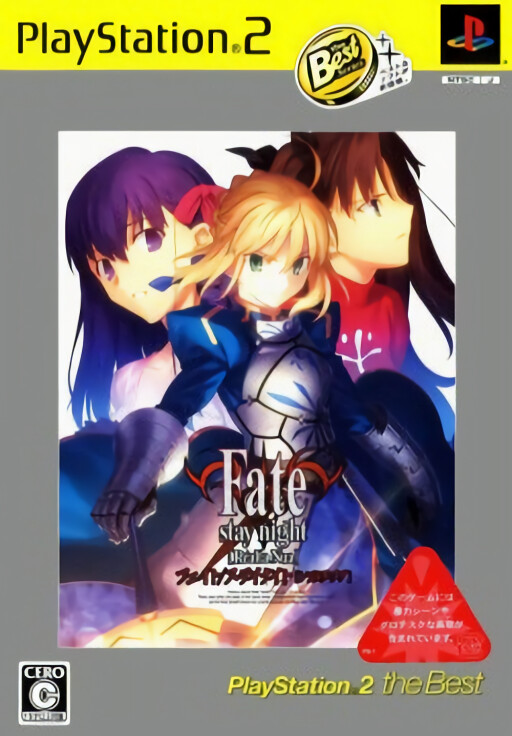 PlayStation®2
the
Best
NTSC J
Fate
stay night
[Réalta Nua]
フェイト/ステイナイト[レアルタ・ヌア]
このゲームには
暴力シーンや
グロテスクな表現が
含まれています。
CERO
C
PlayStation®2 the Best